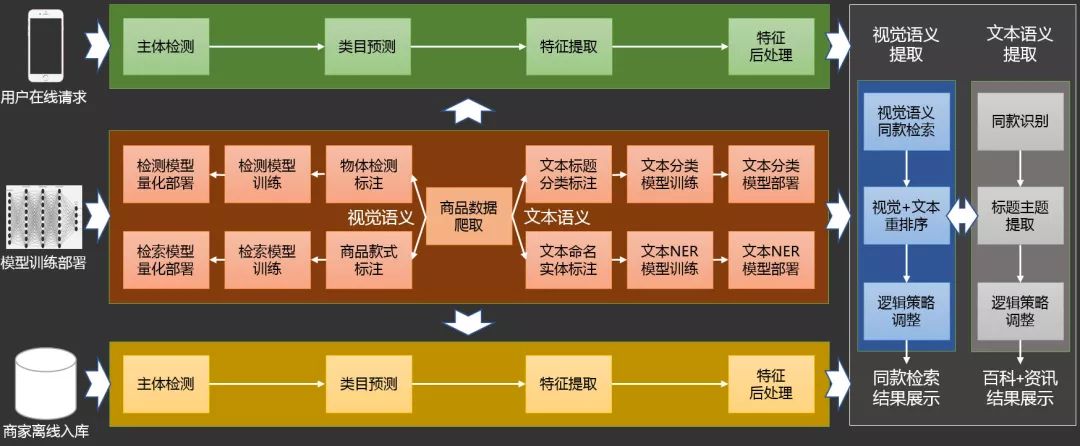 用户在线请求
主体检测
类目预测
特征提取
特征
后处理
模型训练部署
检测模型
量化部署
检测模型
训练
物体检测
标注
检索模型
量化部署
检索模型
训练
商品款式
标注
视觉语义
商品数据
爬取
文本语义
文本标题
分类标注
文本分类
模型训练
文本分类
模型部署
文本命名
实体标注
文本NER
模型训练
文本NER
模型部署
商家离线入库
主体检测
类目预测
特征提取
特征
后处理
视觉语义
提取
视觉语义
同款检索
视觉+文本
重排序
逻辑策略
调整
同款检索
结果展示
文本语义
提取
同款识别
标题主题
提取
逻辑策略
调整
百科+资讯
结果展示